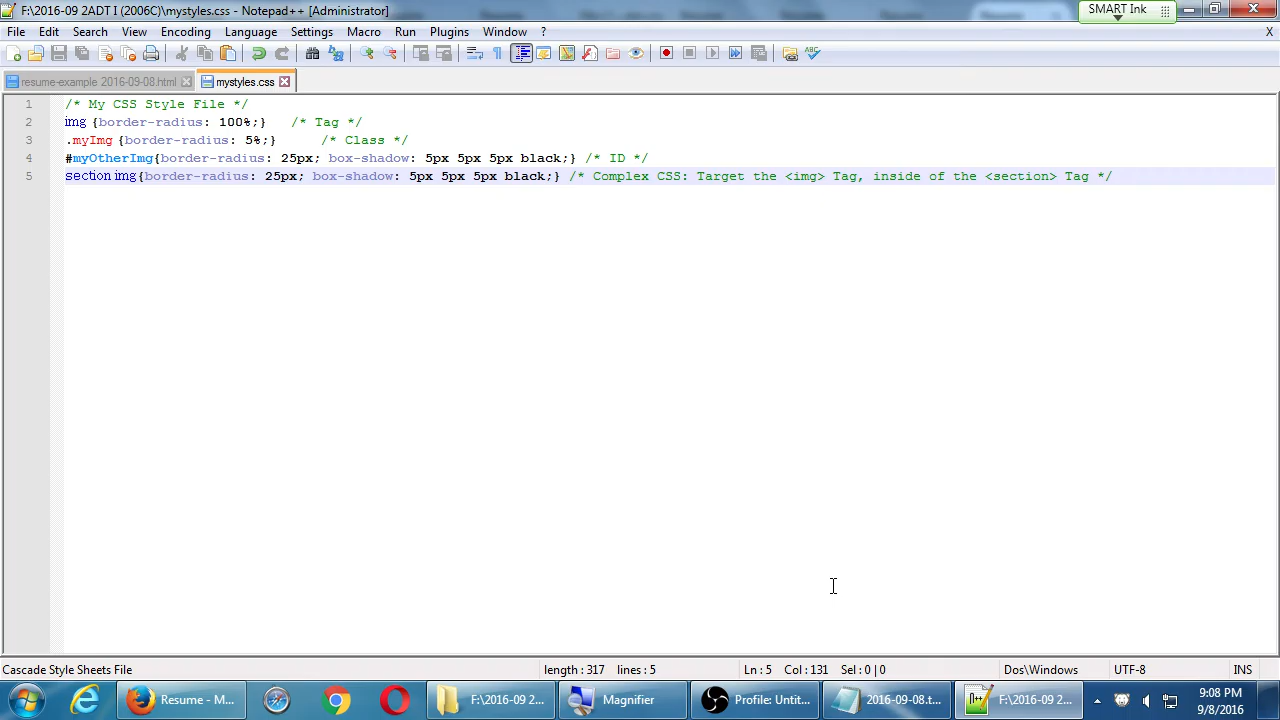 F:\2016-09 2ADT I (2006C)\mystyles.css - Notepad++ [Administrator]
SMART Ink
File Edit Search View Encoding Language Settings Macro Run Plugins Window ? X
resume-example 2016-09-08.html mystyles.css
1 /* My CSS Style File */
2 img {border-radius: 100%;} /* Tag */
3 .myImg {border-radius: 5%;} /* Class */
4 #myOtherImg{border-radius: 25px; box-shadow: 5px 5px 5px black;} /* ID */
5 section img{border-radius: 25px; box-shadow: 5px 5px 5px black;} /* Complex CSS: Target the <img> Tag, inside of the <section> Tag */
Cascade Style Sheets File length : 317 lines : 5 Ln : 5 Col : 131 Sel : 0 | 0 Dos\Windows UTF-8 INS
Resume - M... F:\2016-09 2... Magnifier Profile: Untit... 2016-09-08.t... F:\2016-09 2... 9:08 PM
9/8/2016